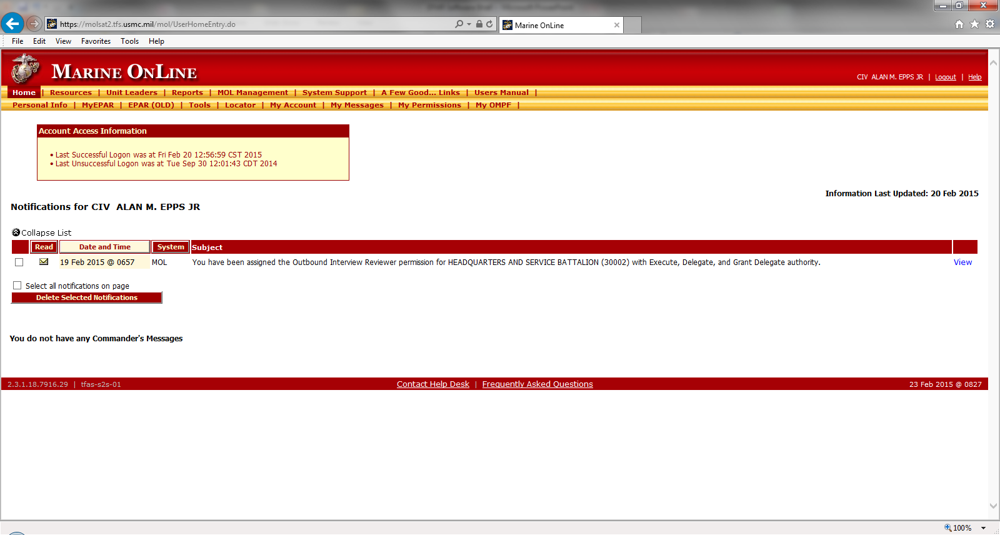 https://molsat2.tfs.usmc.mil/mol/UserHomeEntry.do
Marine OnLine
File Edit View Favorites Tools Help
MARINE ONLINE
CIV ALAN M. EPPS JR | Logout | Help
Home | Resources | Unit Leaders | Reports | MOL Management | System Support | A Few Good... Links | Users Manual |
Personal Info | MyEPAR | EPAR (OLD) | Tools | Locator | My Account | My Messages | My Permissions | My OMPF |
Account Access Information
• Last Successful Logon was at Fri Feb 20 12:56:59 CST 2015
• Last Unsuccessful Logon was at Tue Sep 30 12:01:43 CDT 2014
Information Last Updated: 20 Feb 2015
Notifications for CIV ALAN M. EPPS JR
Collapse List
Read Date and Time System Subject
19 Feb 2015 @ 0657 MOL You have been assigned the Outbound Interview Reviewer permission for HEADQUARTERS AND SERVICE BATTALION (30002) with Execute, Delegate, and Grant Delegate authority. View
Select all notifications on page
Delete Selected Notifications
You do not have any Commander's Messages
2.3.1.18.7916.29 | tfas-s2s-01 Contact Help Desk | Frequently Asked Questions 23 Feb 2015 @ 0827
100%